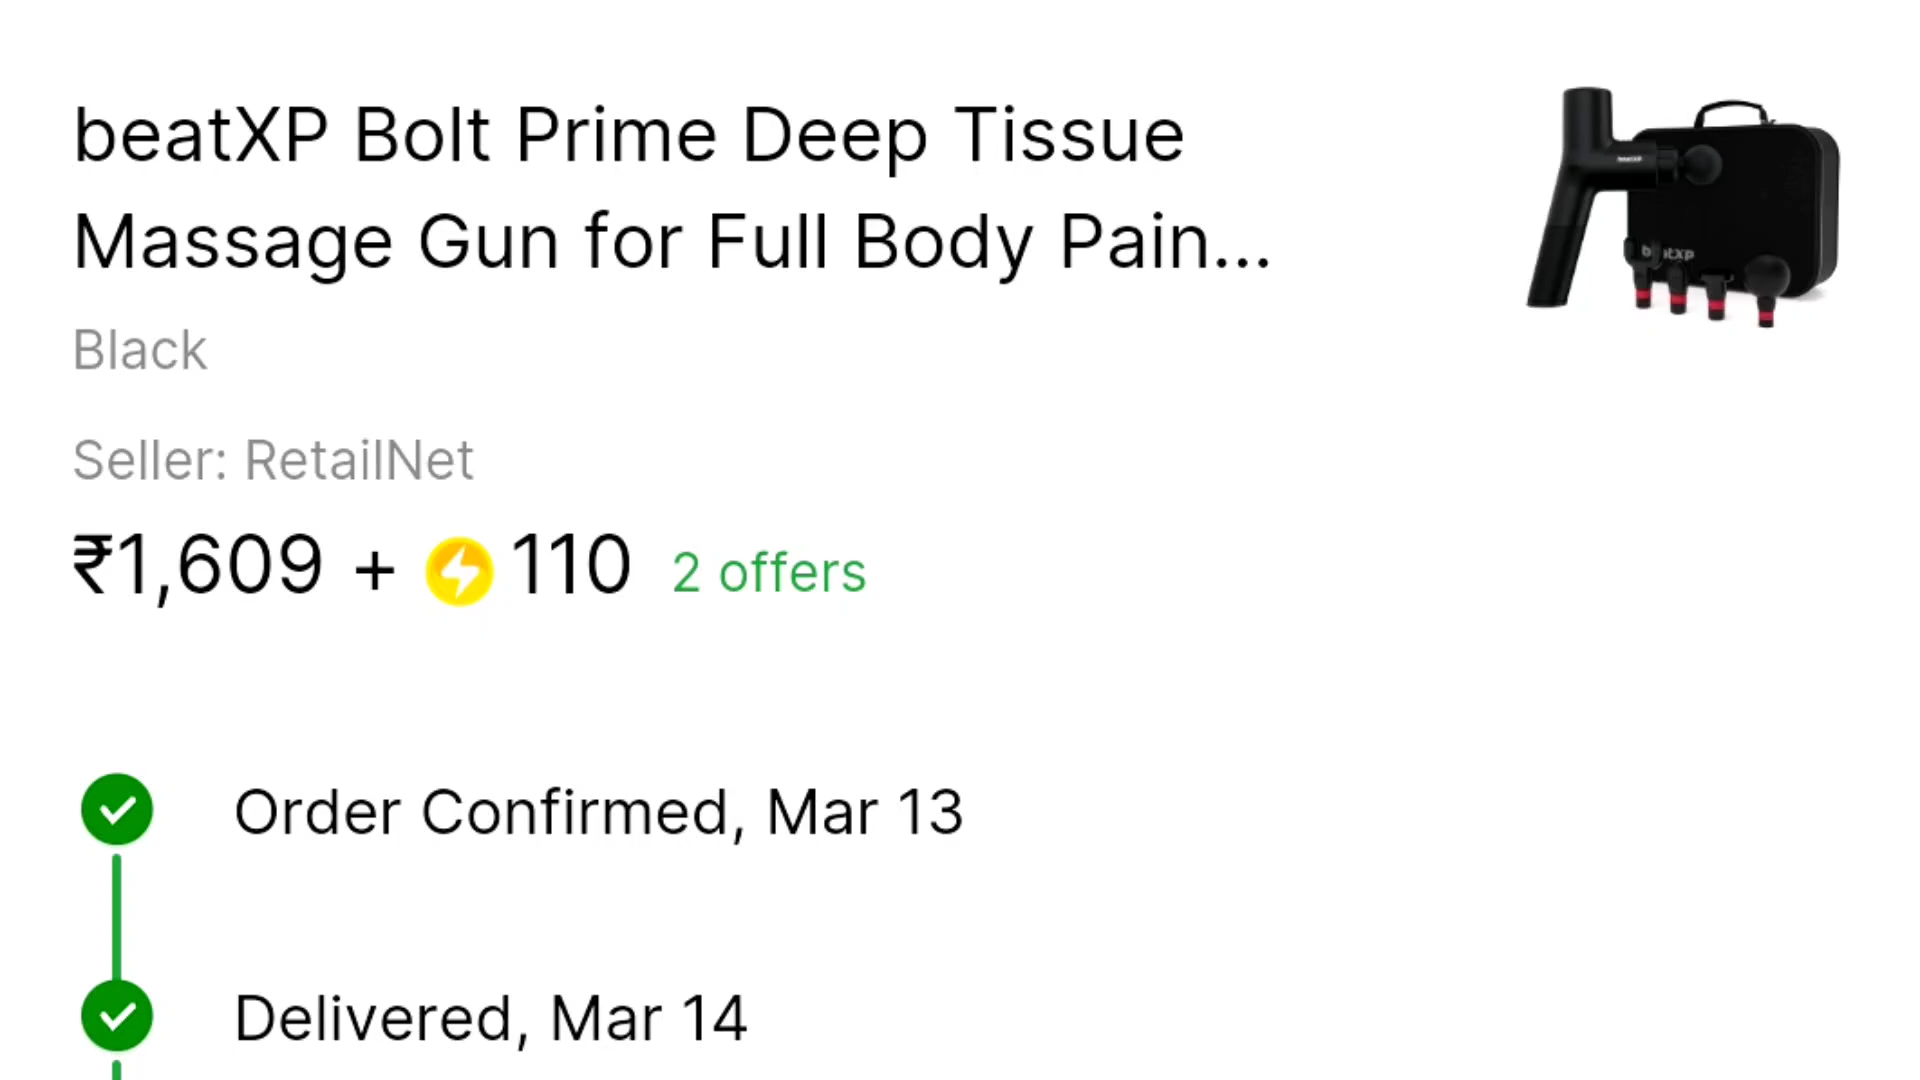 beatXP Bolt Prime Deep Tissue
Massage Gun for Full Body Pain...
Black
Seller: RetailNet
₹1,609 + 110 2 offers
Order Confirmed, Mar 13
Delivered, Mar 14
beatXP